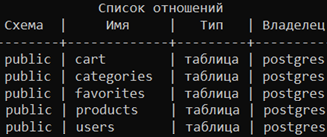 Список отношений
Схема | Имя | Тип | Владелец
--------+------------+---------+----------
public | cart | таблица | postgres
public | categories | таблица | postgres
public | favorites | таблица | postgres
public | products | таблица | postgres
public | users | таблица | postgres